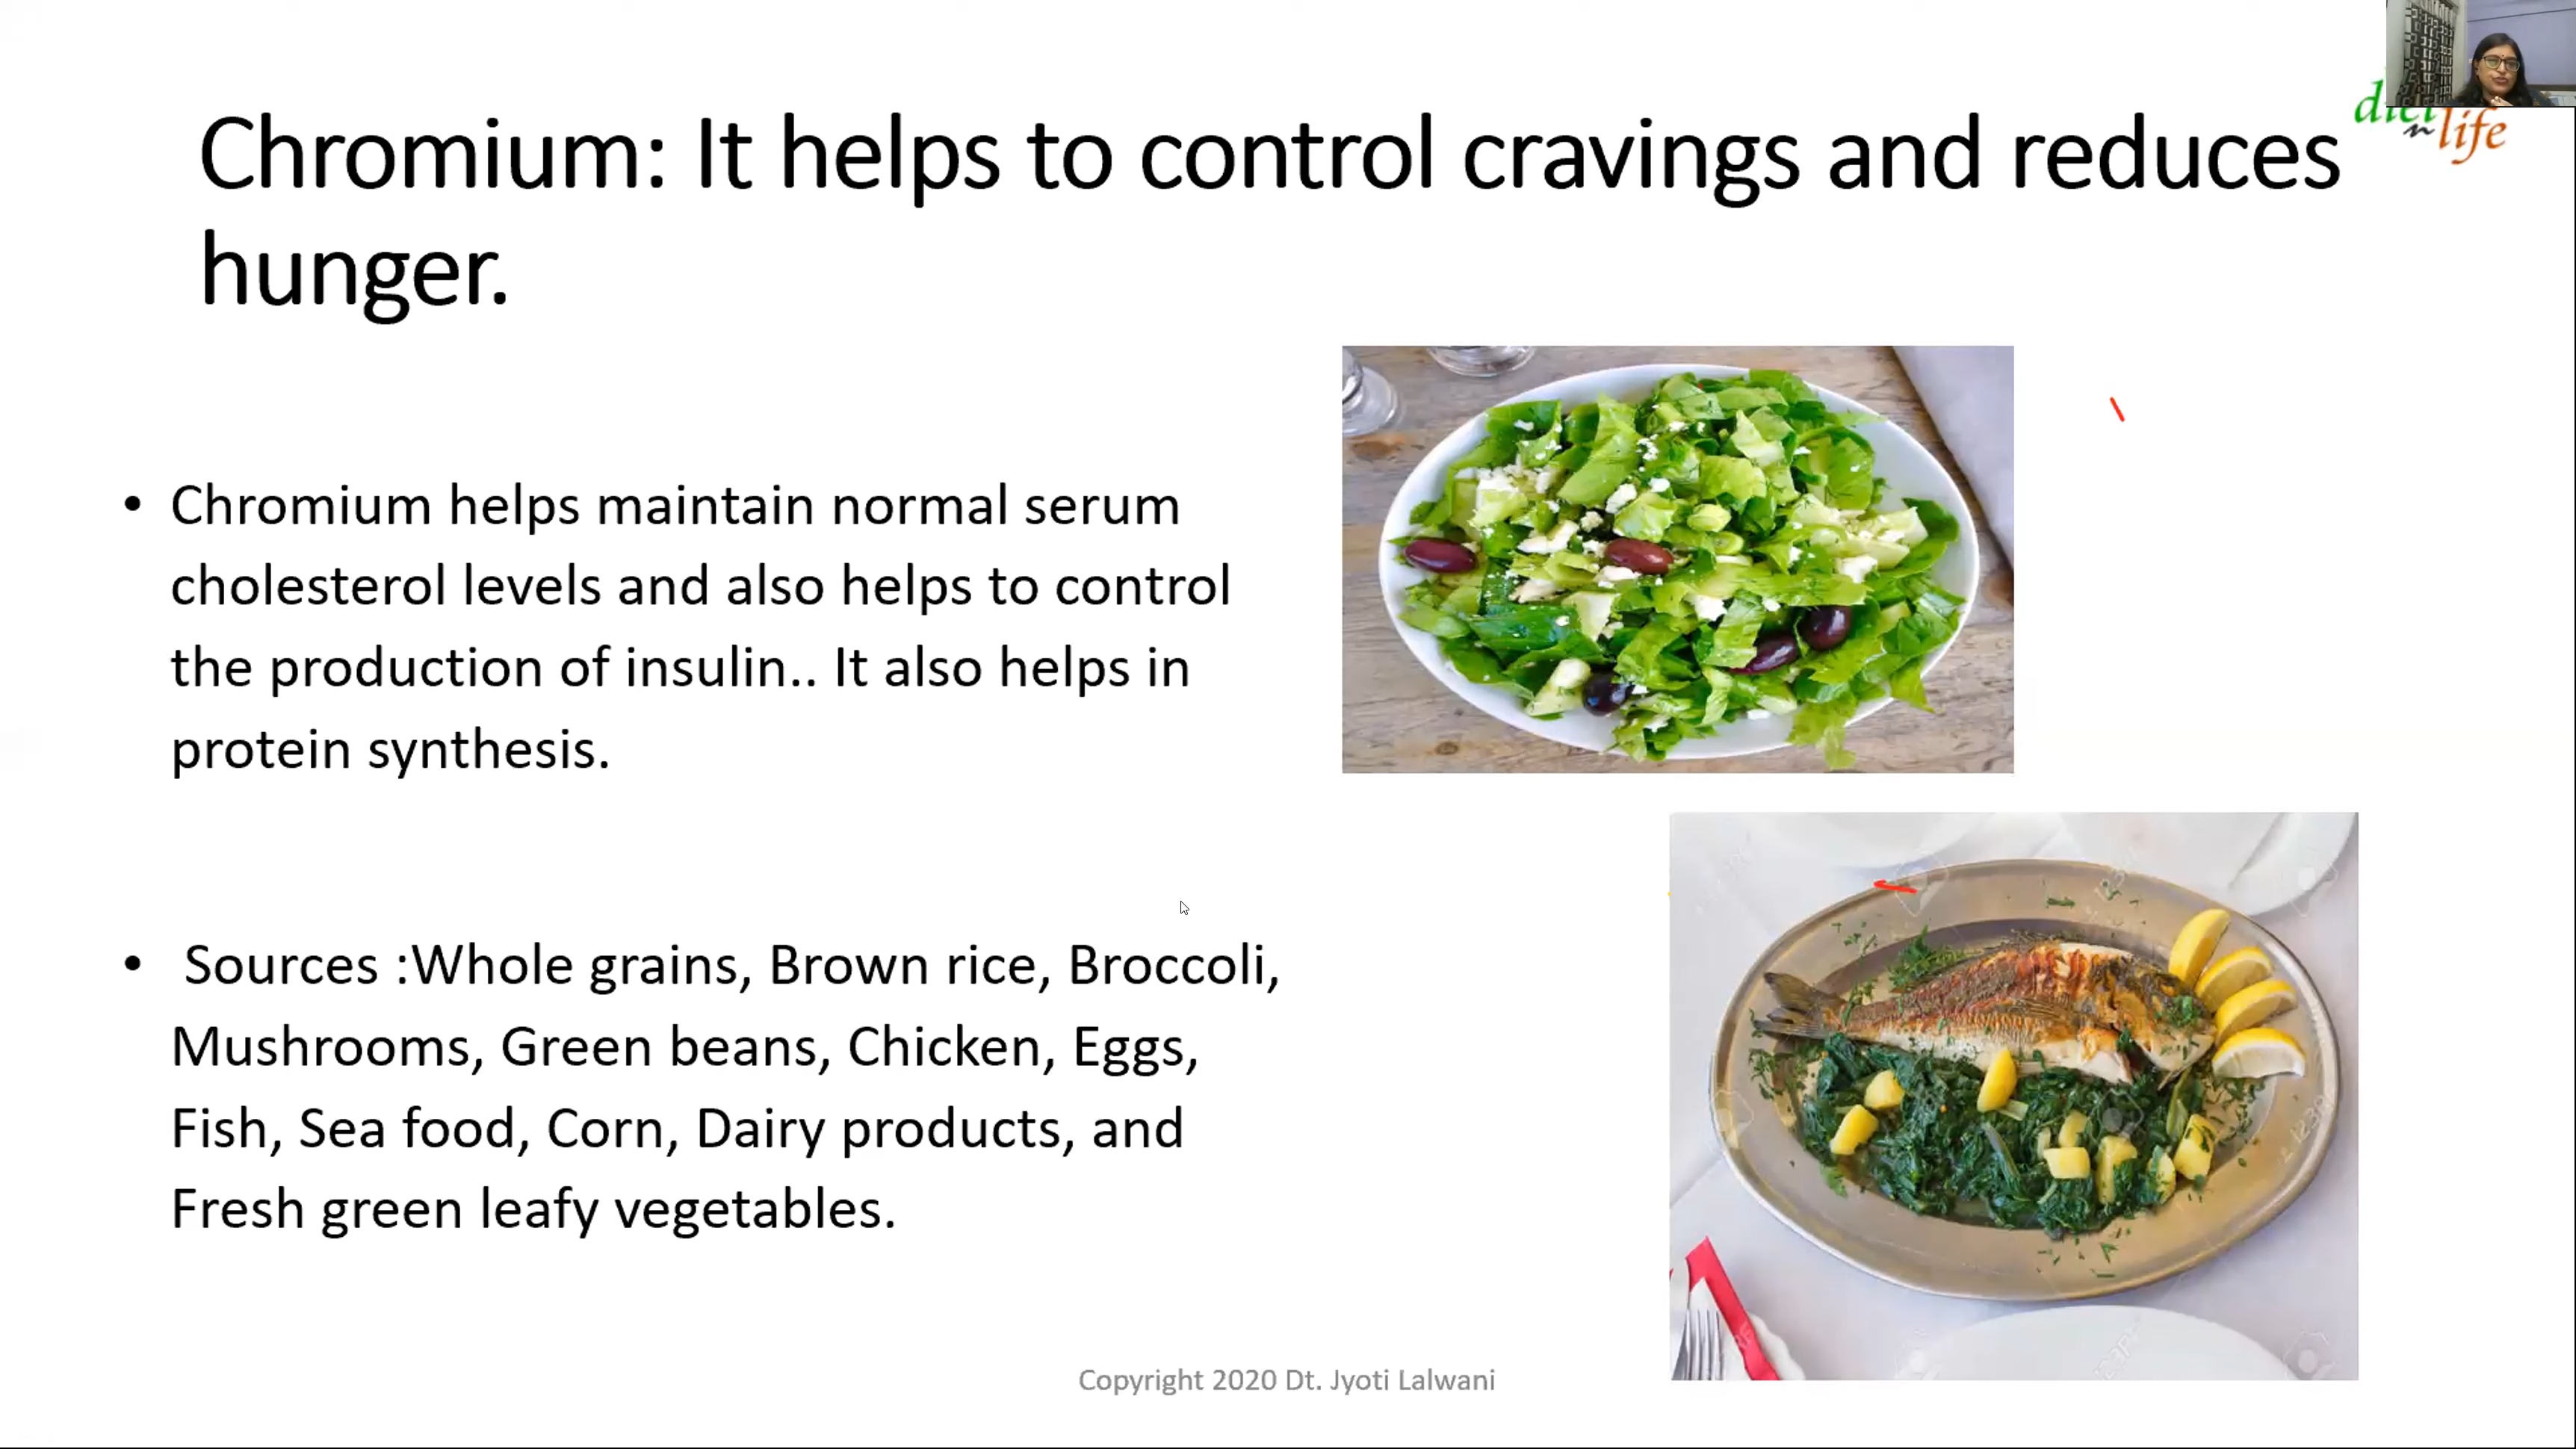 Chromium: It helps to control cravings and reduces
hunger.
diet
n life
• Chromium helps maintain normal serum
cholesterol levels and also helps to control
the production of insulin.. It also helps in
protein synthesis.
• Sources :Whole grains, Brown rice, Broccoli,
Mushrooms, Green beans, Chicken, Eggs,
Fish, Sea food, Corn, Dairy products, and
Fresh green leafy vegetables.
Copyright 2020 Dt. Jyoti Lalwani